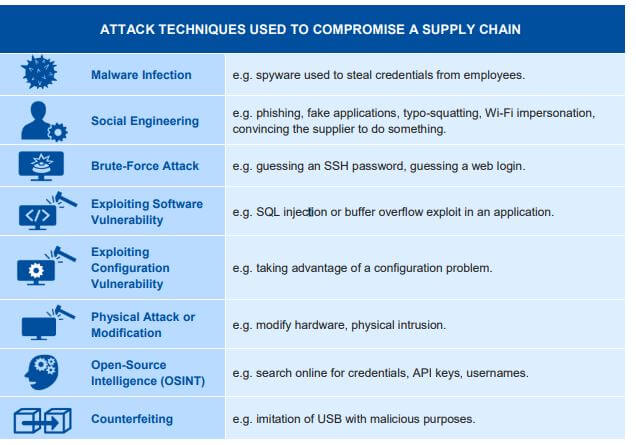 ATTACK TECHNIQUES USED TO COMPROMISE A SUPPLY CHAIN
Malware Infection
e.g. spyware used to steal credentials from employees.
Social Engineering
e.g. phishing, fake applications, typo-squatting, Wi-Fi impersonation,
convincing the supplier to do something.
Brute-Force Attack
e.g. guessing an SSH password, guessing a web login.
Exploiting Software
Vulnerability
e.g. SQL injection or buffer overflow exploit in an application.
</>
Exploiting
Configuration
Vulnerability
e.g. taking advantage of a configuration problem.
Physical Attack or
Modification
e.g. modify hardware, physical intrusion.
Open-Source
Intelligence (OSINT)
e.g. search online for credentials, API keys, usernames.
Counterfeiting
e.g. imitation of USB with malicious purposes.